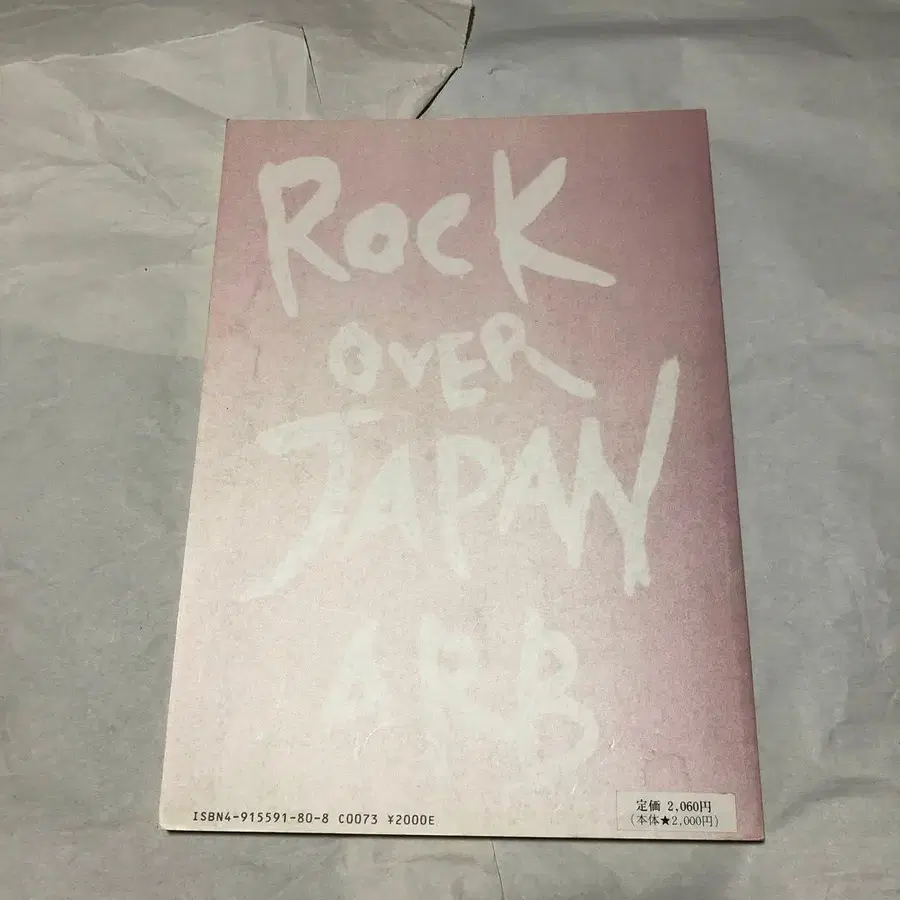 ROCK
OVER
JAPAN
ARB
ISBN4-915591-80-8 C0073 ¥2000E
定価 2,060円
(本体★2,000円)